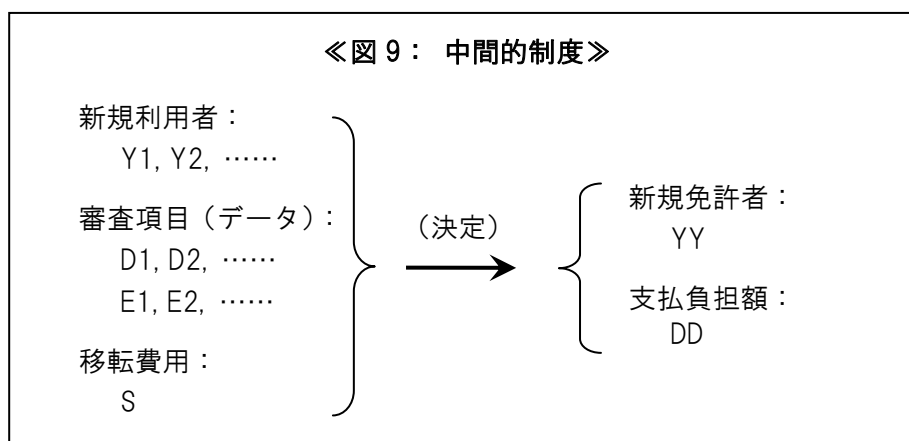 ≪図9： 中間的制度≫
新規利用者：
Y1, Y2, ……
審査項目（データ）：
D1, D2, ……
E1, E2, ……
移転費用：
S
（決定）
新規免許者：
YY
支払負担額：
DD